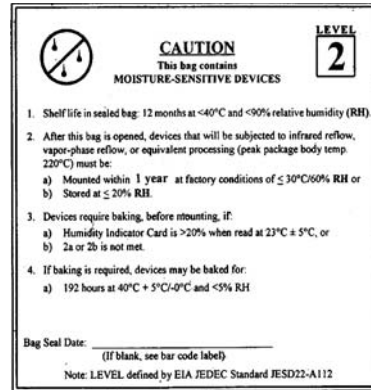 LEVEL
2
CAUTION
This bag contains
MOISTURE-SENSITIVE DEVICES
1. Shelf life in sealed bag: 12 months at <40°C and <90% relative humidity (RH).
2. After this bag is opened, devices that will be subjected to infrared reflow,
vapor-phase reflow, or equivalent processing (peak package body temp.
220°C) must be:
a) Mounted within 1 year at factory conditions of ≤ 30°C/60% RH or
b) Stored at ≤ 20% RH.
3. Devices require baking, before mounting, if:
a) Humidity Indicator Card is >20% when read at 23°C ± 5°C, or
b) 2a or 2b is not met.
4. If baking is required, devices may be baked for:
a) 192 hours at 40°C + 5°C/-0°C and <5% RH
Bag Seal Date:
(If blank, see bar code label)
Note: LEVEL defined by EIA JEDEC Standard JESD22-A112